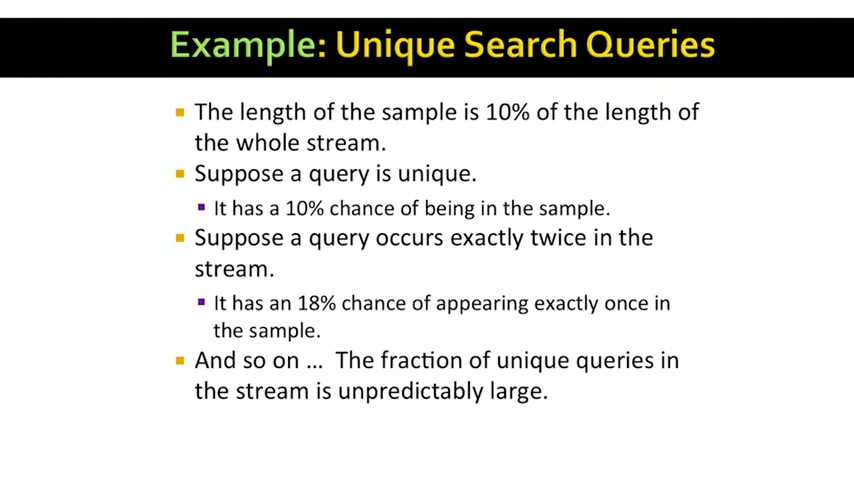 Example: Unique Search Queries
The length of the sample is 10% of the length of
the whole stream.
Suppose a query is unique.
It has a 10% chance of being in the sample.
Suppose a query occurs exactly twice in the
stream.
It has an 18% chance of appearing exactly once in
the sample.
And so on … The fraction of unique queries in
the stream is unpredictably large.